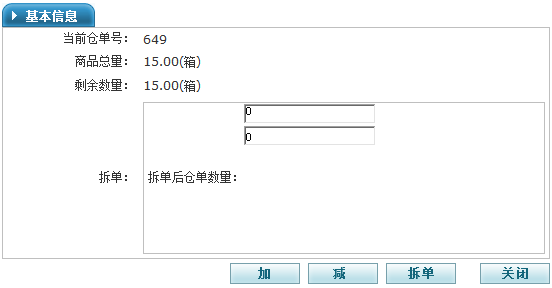 基本信息
当前仓单号： 649
商品总量： 15.00(箱)
剩余数量： 15.00(箱)
0
0
拆单： 拆单后仓单数量：
加 减 拆单 关闭